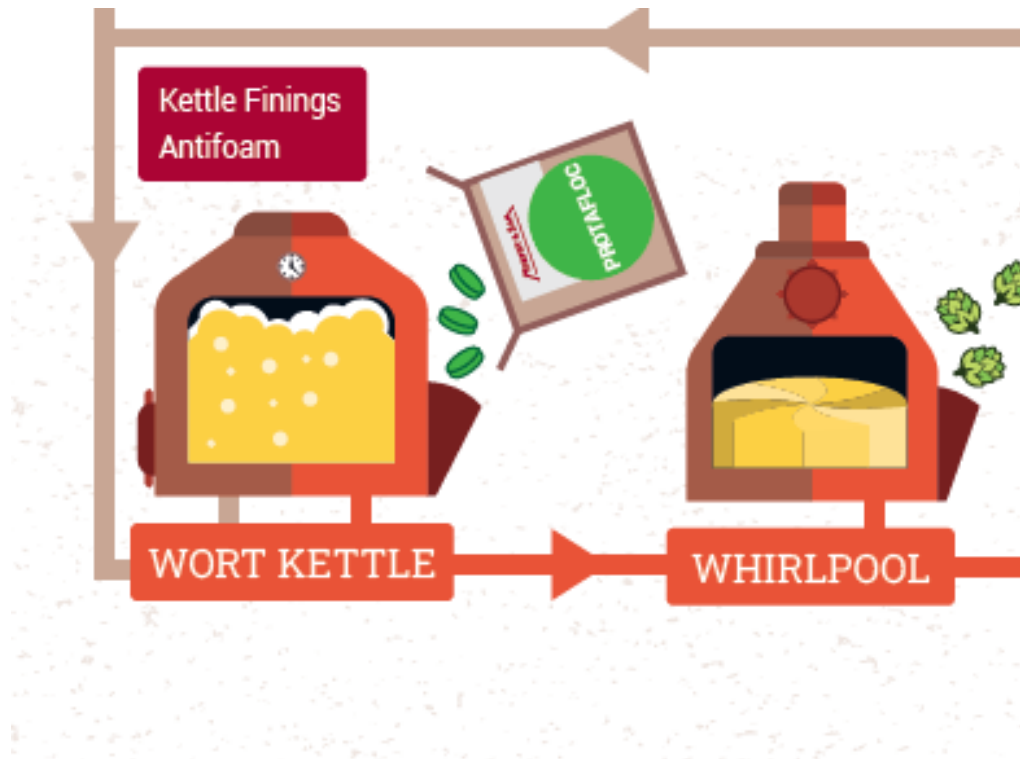 Kettle Finings
Antifoam
PROTAFLOC
WORT KETTLE
WHIRLPOOL